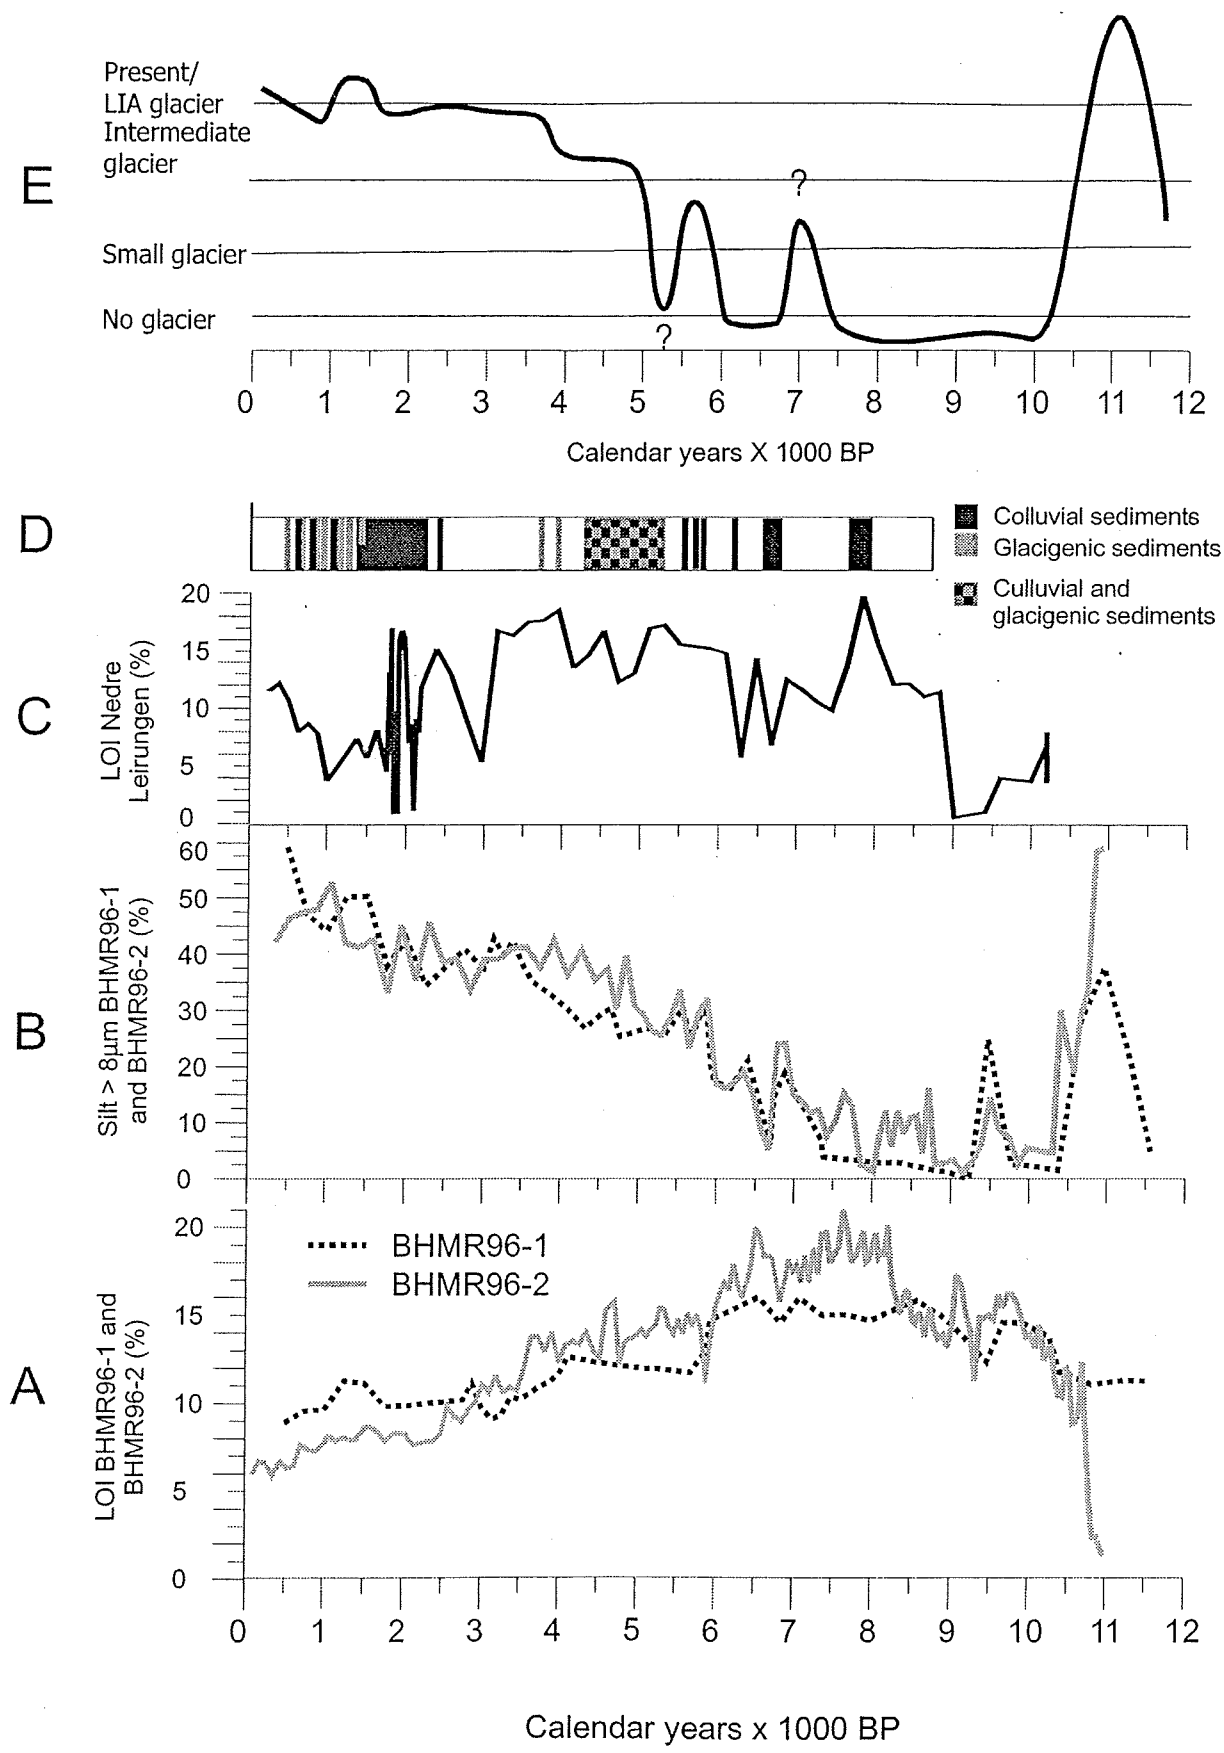 E
Present/
LIA glacier
Intermediate
glacier
Small glacier
No glacier
?
?
0 1 2 3 4 5 6 7 8 9 10 11 12
Calendar years X 1000 BP
D
Colluvial sediments
Glacigenic sediments
Culluvial and
glacigenic sediments
C
LOI Nedre
Leirungen (%)
20
15
10
5
0
B
Silt > 8µm BHMR96-1
and BHMR96-2 (%)
60
50
40
30
20
10
0
A
LOI BHMR96-1 and
BHMR96-2 (%)
20
15
10
5
0
BHMR96-1
BHMR96-2
0 1 2 3 4 5 6 7 8 9 10 11 12
Calendar years x 1000 BP